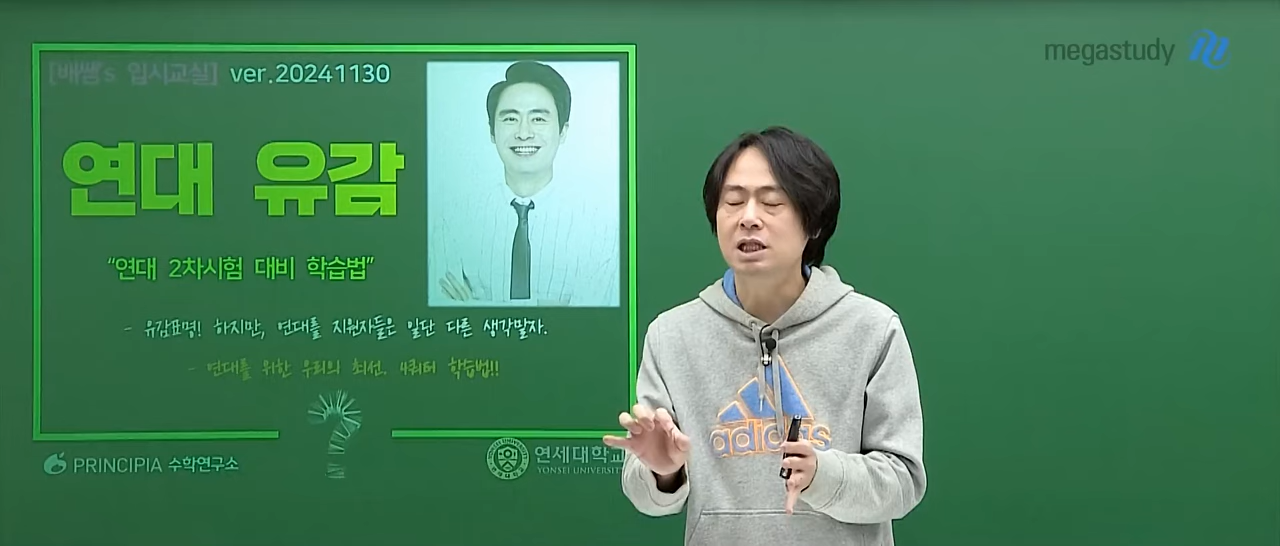 megastudy
[배쌤's 입시교실] ver.20241130
연대 유감
"연대 2차시험 대비 학습법"
- 유감표명! 하지만, 연대를 지원자들은 일단 다른 생각말자.
- 연대를 위한 우리의 최선, 4쿼터 학습법!!
PRINCIPIA 수학연구소
연세대학교
YONSEI UNIVERSITY
adidas